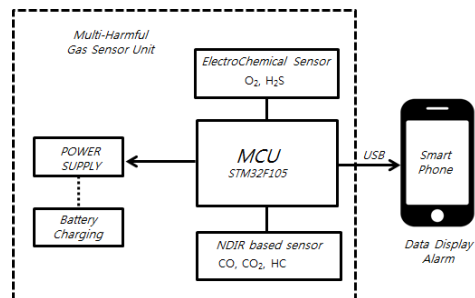 Multi-Harmful
Gas Sensor Unit
ElectroChemical Sensor
O₂, H₂S
POWER
SUPPLY
MCU
STM32F105
USB
Smart
Phone
Battery
Charging
NDIR based sensor
CO, CO₂, HC
Data Display
Alarm